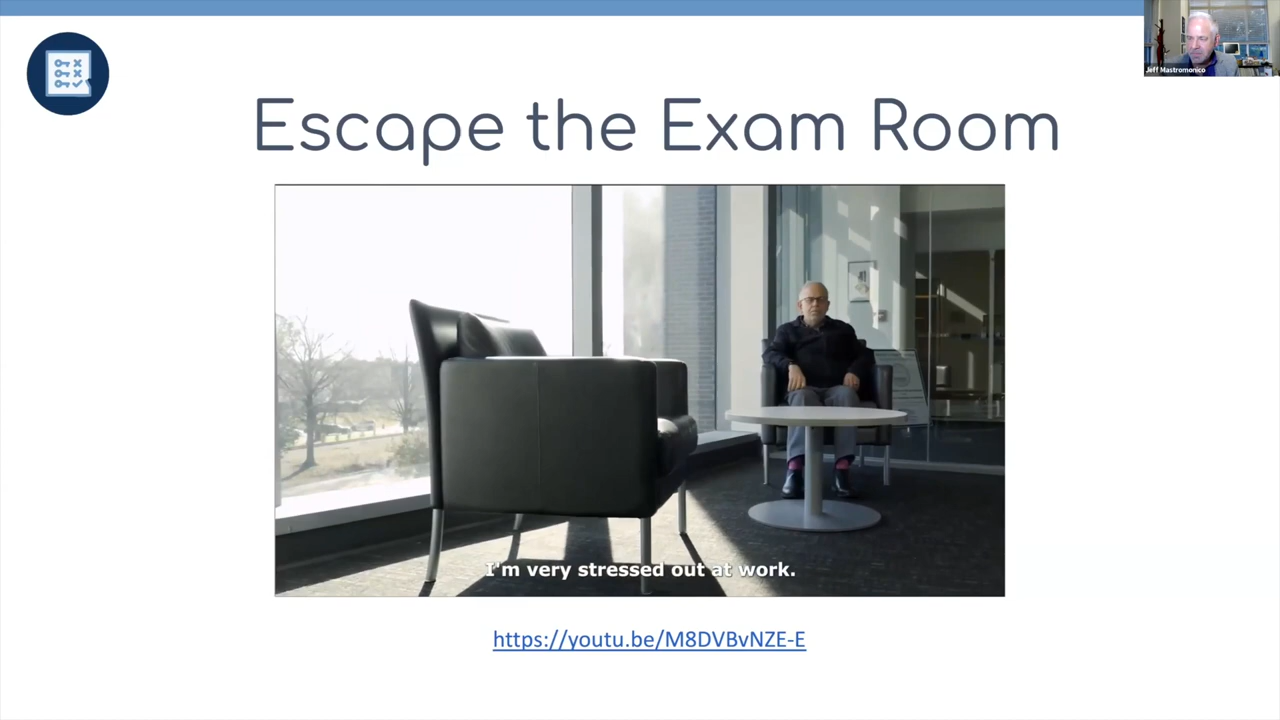 Jeff Mastromonico
Escape the Exam Room
I'm very stressed out at work.
https://youtu.be/M8DVBvNZE-E